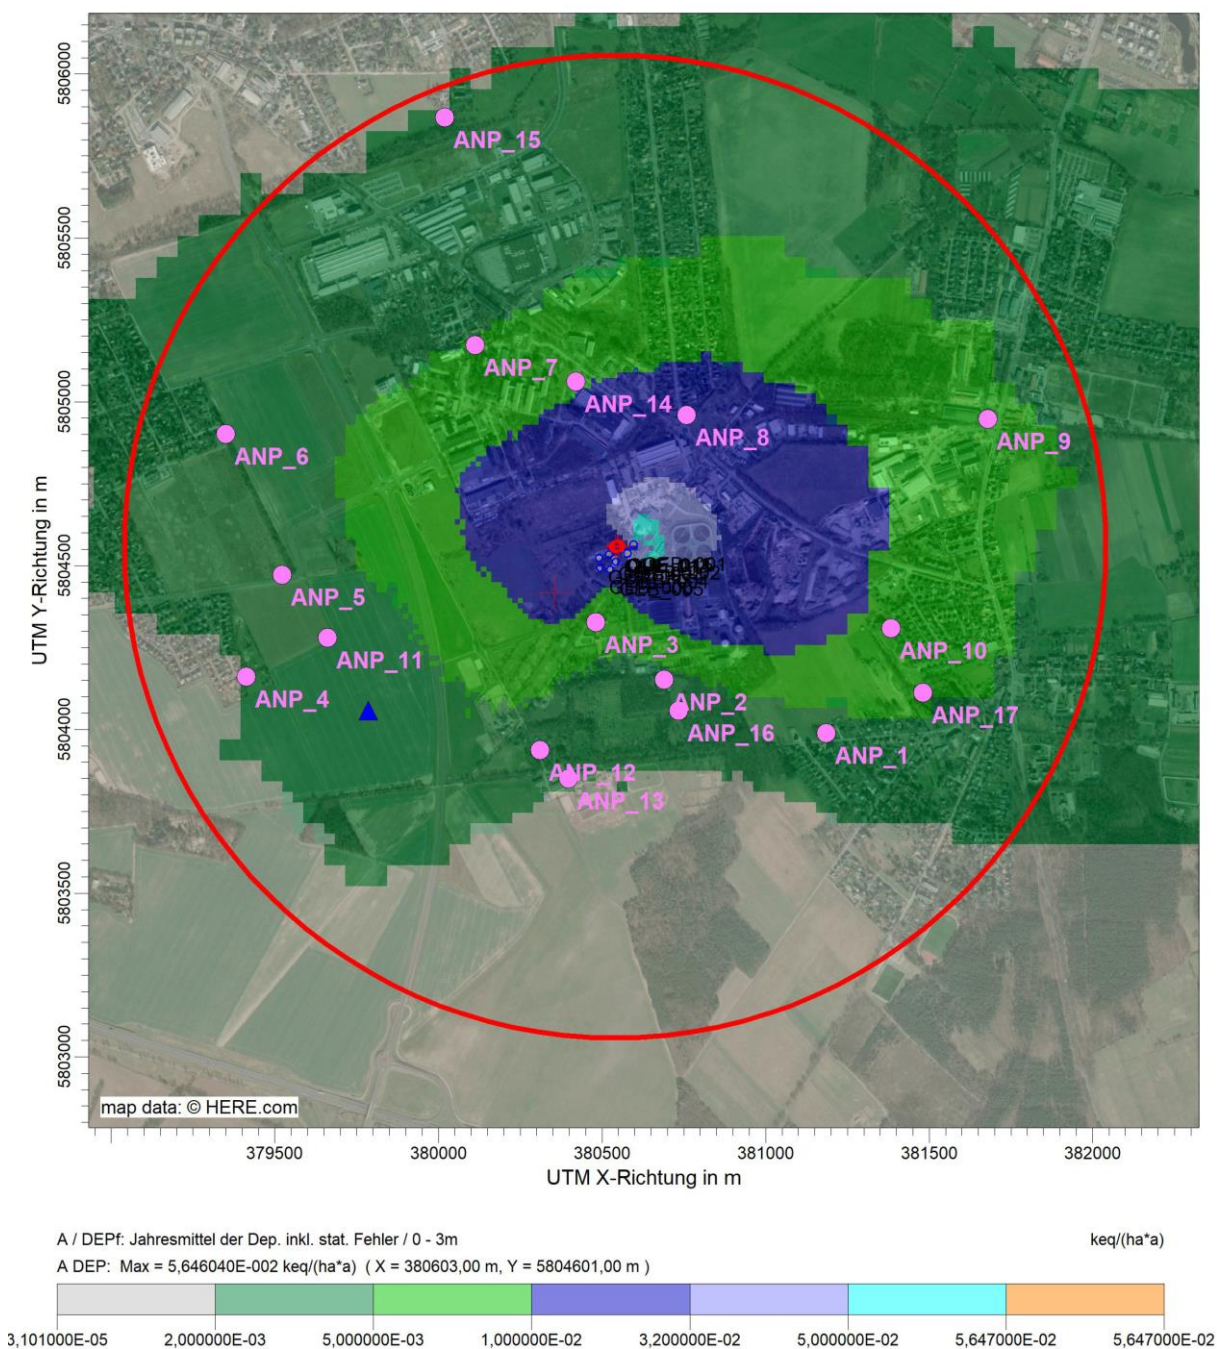 5806000
ANP_15
5805500
ANP_7
5805000
ANP_14
ANP_8
ANP_9
ANP_6
5804500
UTM Y-Richtung in m
ANP_5
ANP_3
ANP_10
ANP_11
ANP_4
ANP_2
ANP_17
5804000
ANP_16
ANP_1
ANP_12
ANP_13
5803500
5803000
map data: © HERE.com
379500 380000 380500 381000 381500 382000
UTM X-Richtung in m
A / DEPf: Jahresmittel der Dep. inkl. stat. Fehler / 0 - 3m keq/(ha*a)
A DEP: Max = 5,646040E-002 keq/(ha*a) ( X = 380603,00 m, Y = 5804601,00 m )
3,101000E-05 2,000000E-03 5,000000E-03 1,000000E-02 3,200000E-02 5,000000E-02 5,647000E-02 5,647000E-02